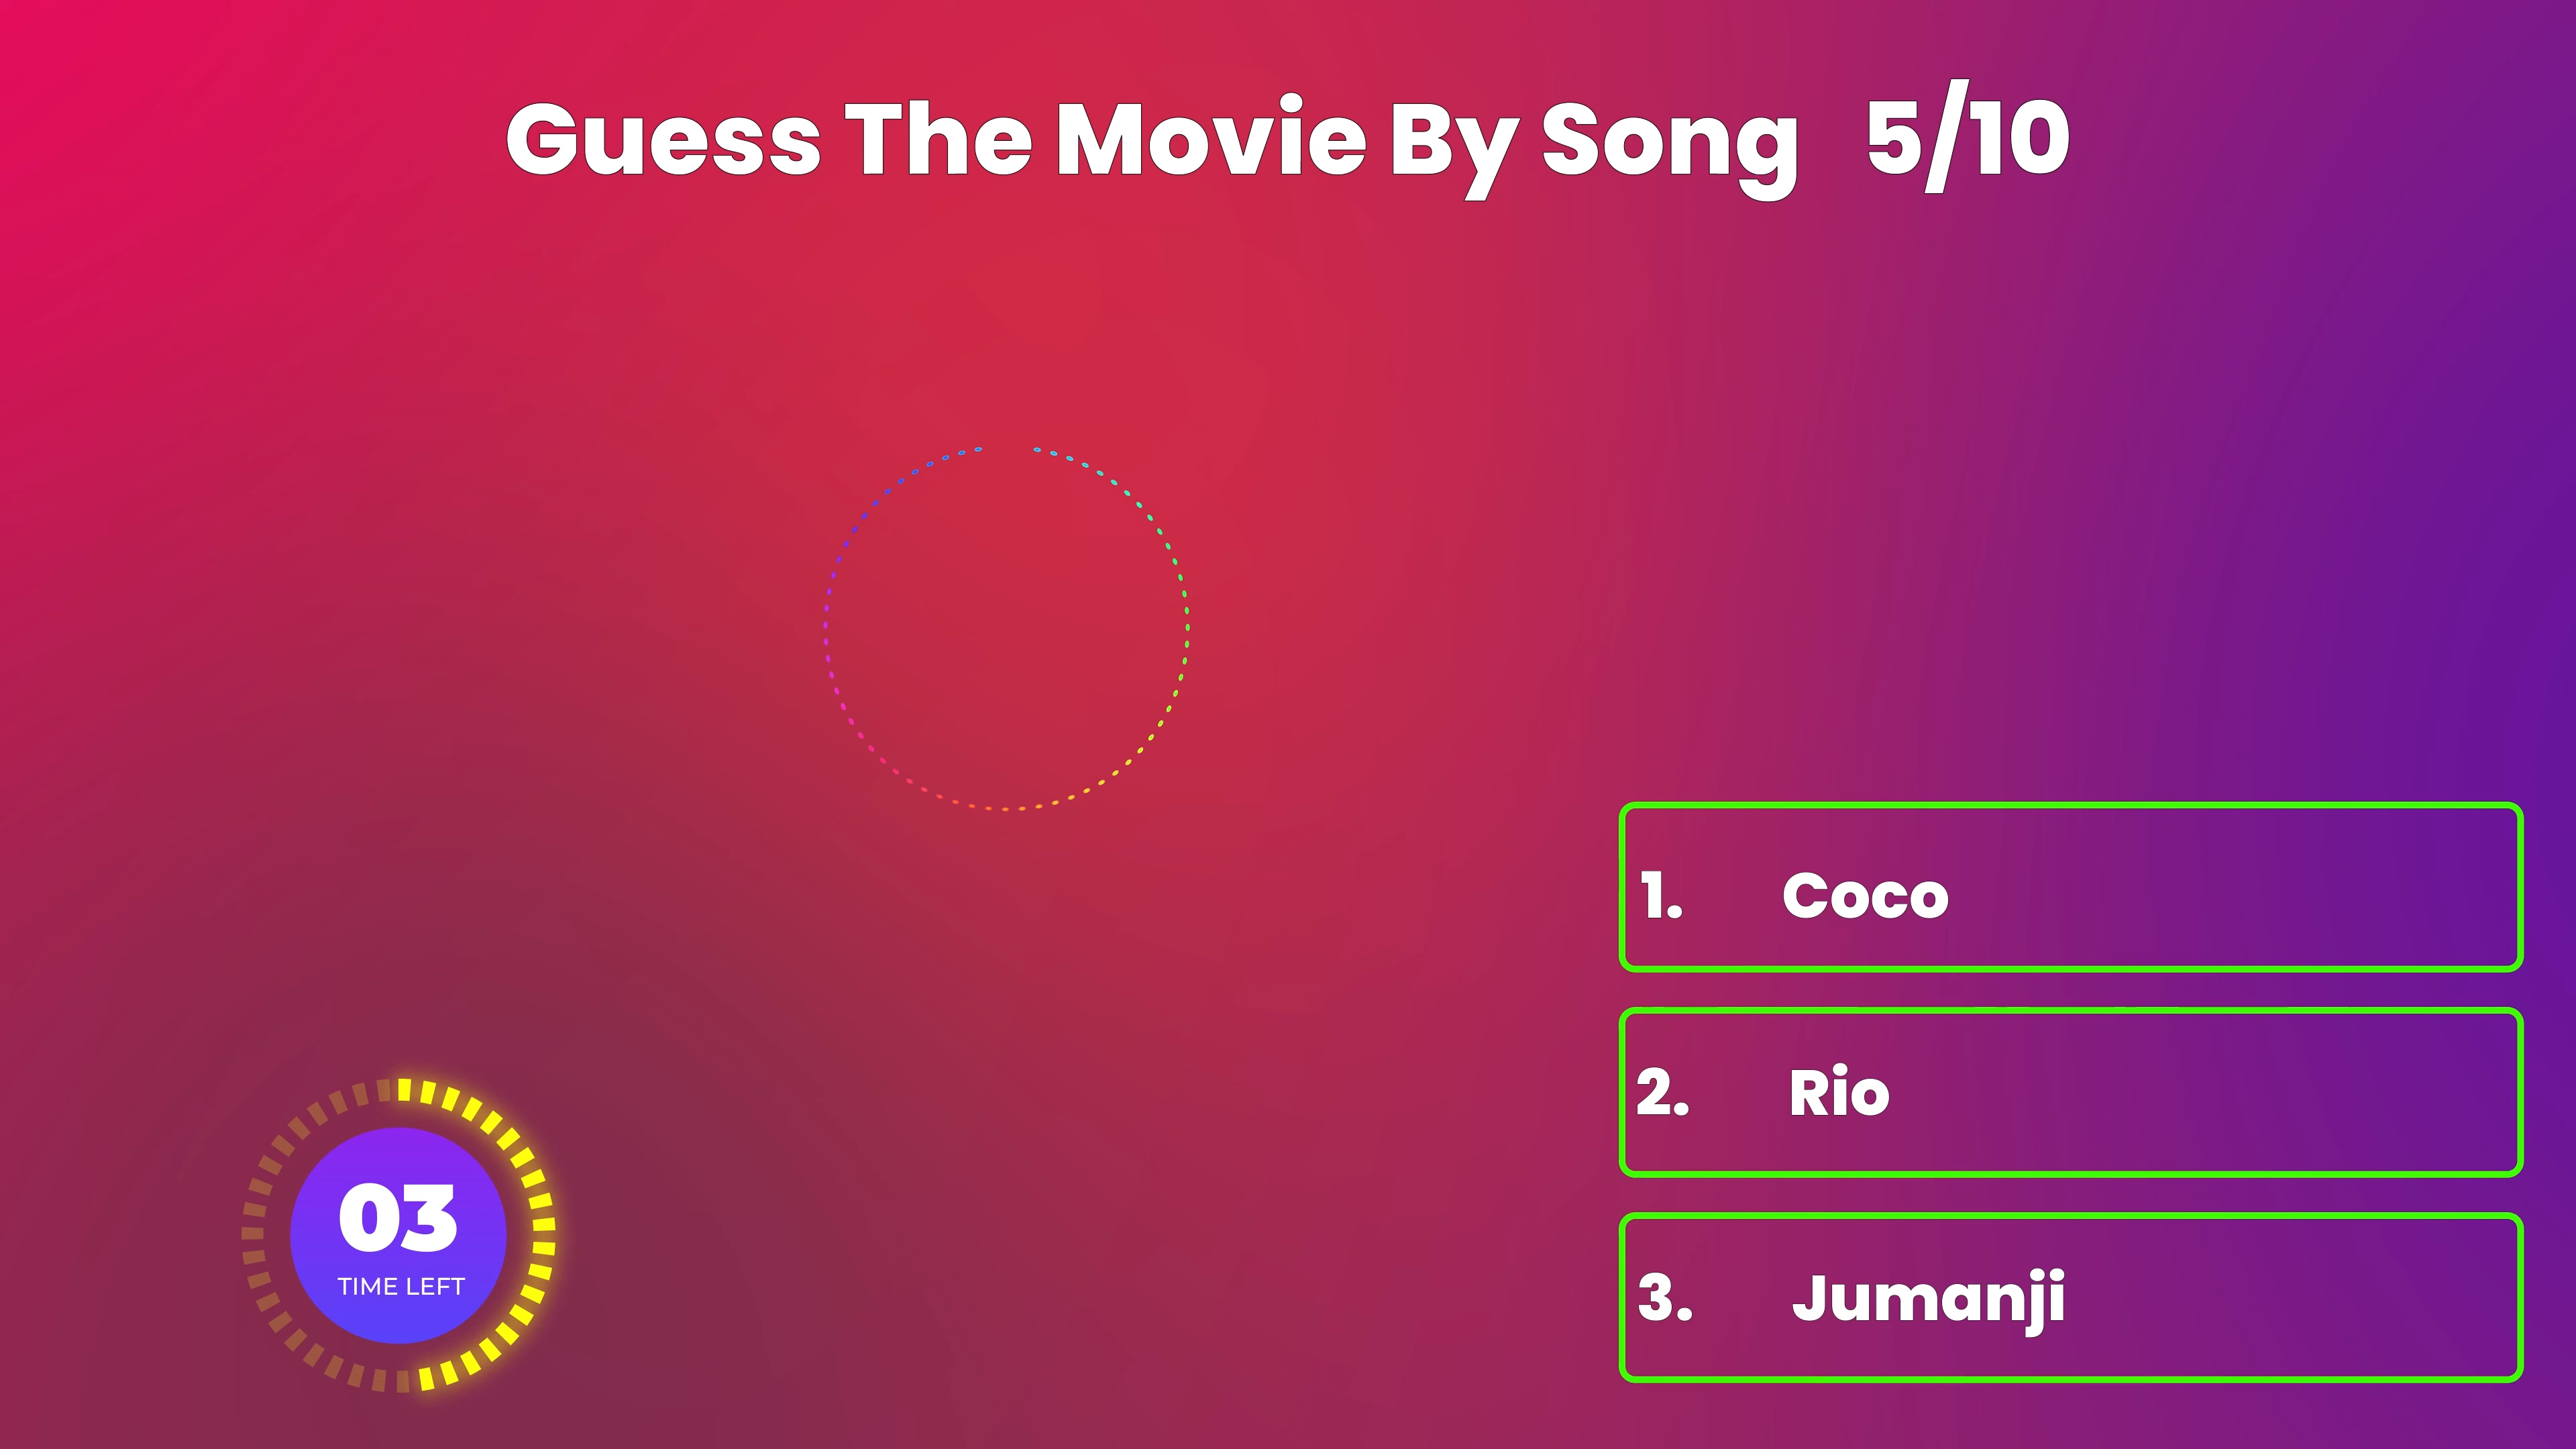 Guess The Movie By Song 5/10
1. Coco
2. Rio
3. Jumanji
03
TIME LEFT